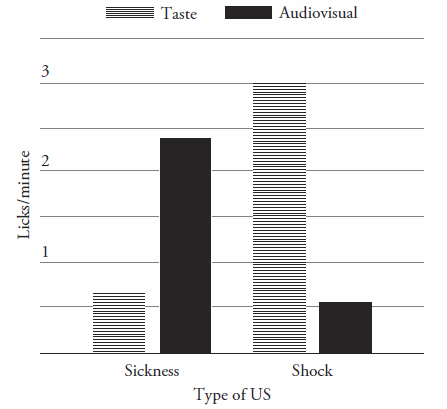 Taste Audiovisual
3
2
1
Licks/minute
Sickness Shock
Type of US